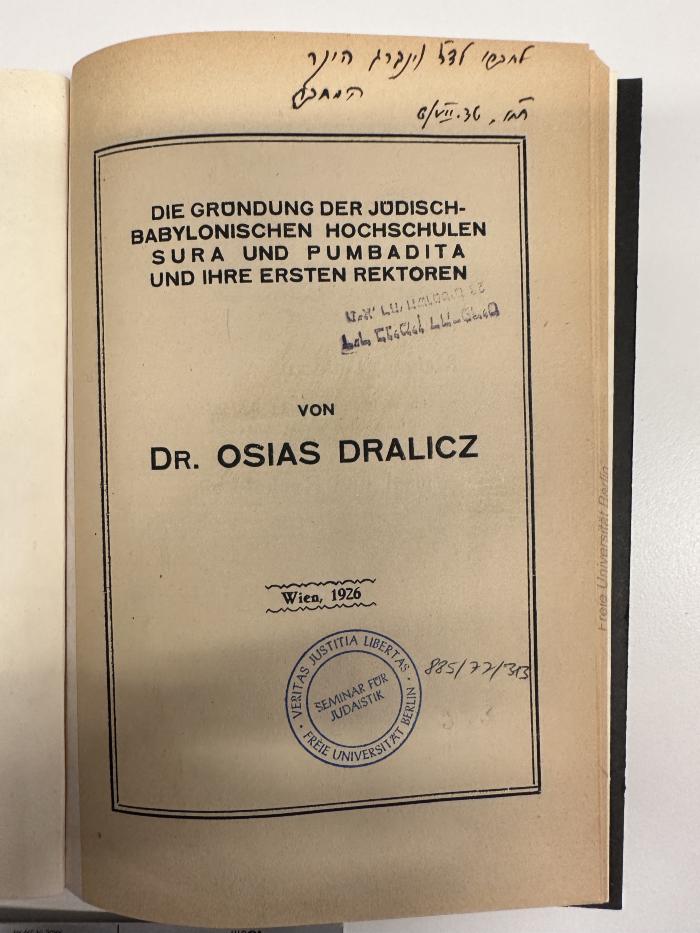 המחבר
DIE GRÜNDUNG DER JÜDISCH-
BABYLONISCHEN HOCHSCHULEN
SURA UND PUMBADITA
UND IHRE ERSTEN REKTOREN
VON
DR. OSIAS DRALICZ
Wien, 1926
VERITAS JUSTITIA LIBERTAS
SEMINAR FÜR
JUDAISTIK
FREIE UNIVERSITÄT BERLIN
885/77/313
Freie Universität Berlin